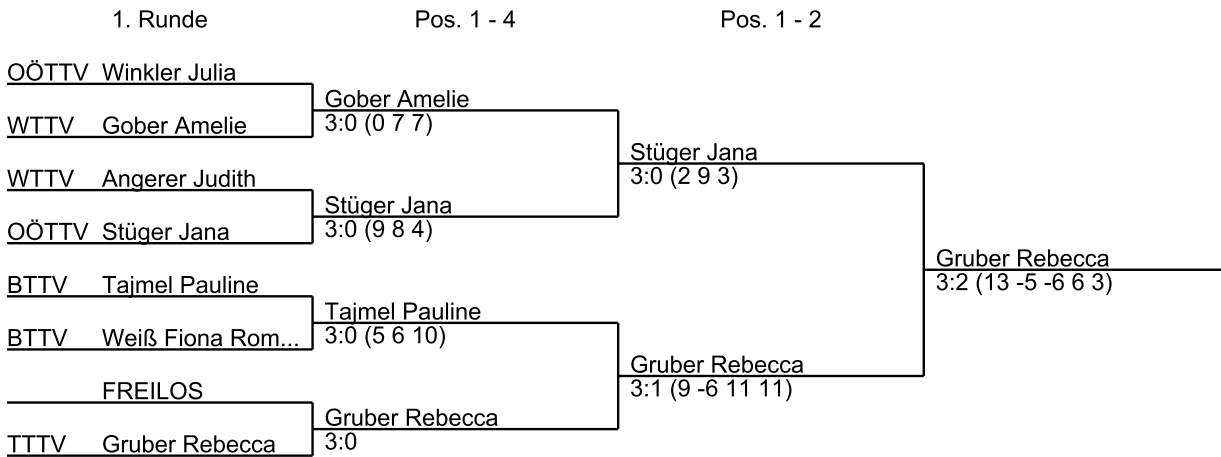 1. Runde Pos. 1 - 4 Pos. 1 - 2
OÖTTV Winkler Julia
Gober Amelie
3:0 (0 7 7)
WTTV Gober Amelie
Stüger Jana
3:0 (2 9 3)
WTTV Angerer Judith
Stüger Jana
3:0 (9 8 4)
OÖTTV Stüger Jana
Gruber Rebecca
3:2 (13 -5 -6 6 3)
BTTV Tajmel Pauline
Tajmel Pauline
3:0 (5 6 10)
BTTV Weiß Fiona Rom...
Gruber Rebecca
3:1 (9 -6 11 11)
FREILOS
Gruber Rebecca
3:0
TTTV Gruber Rebecca